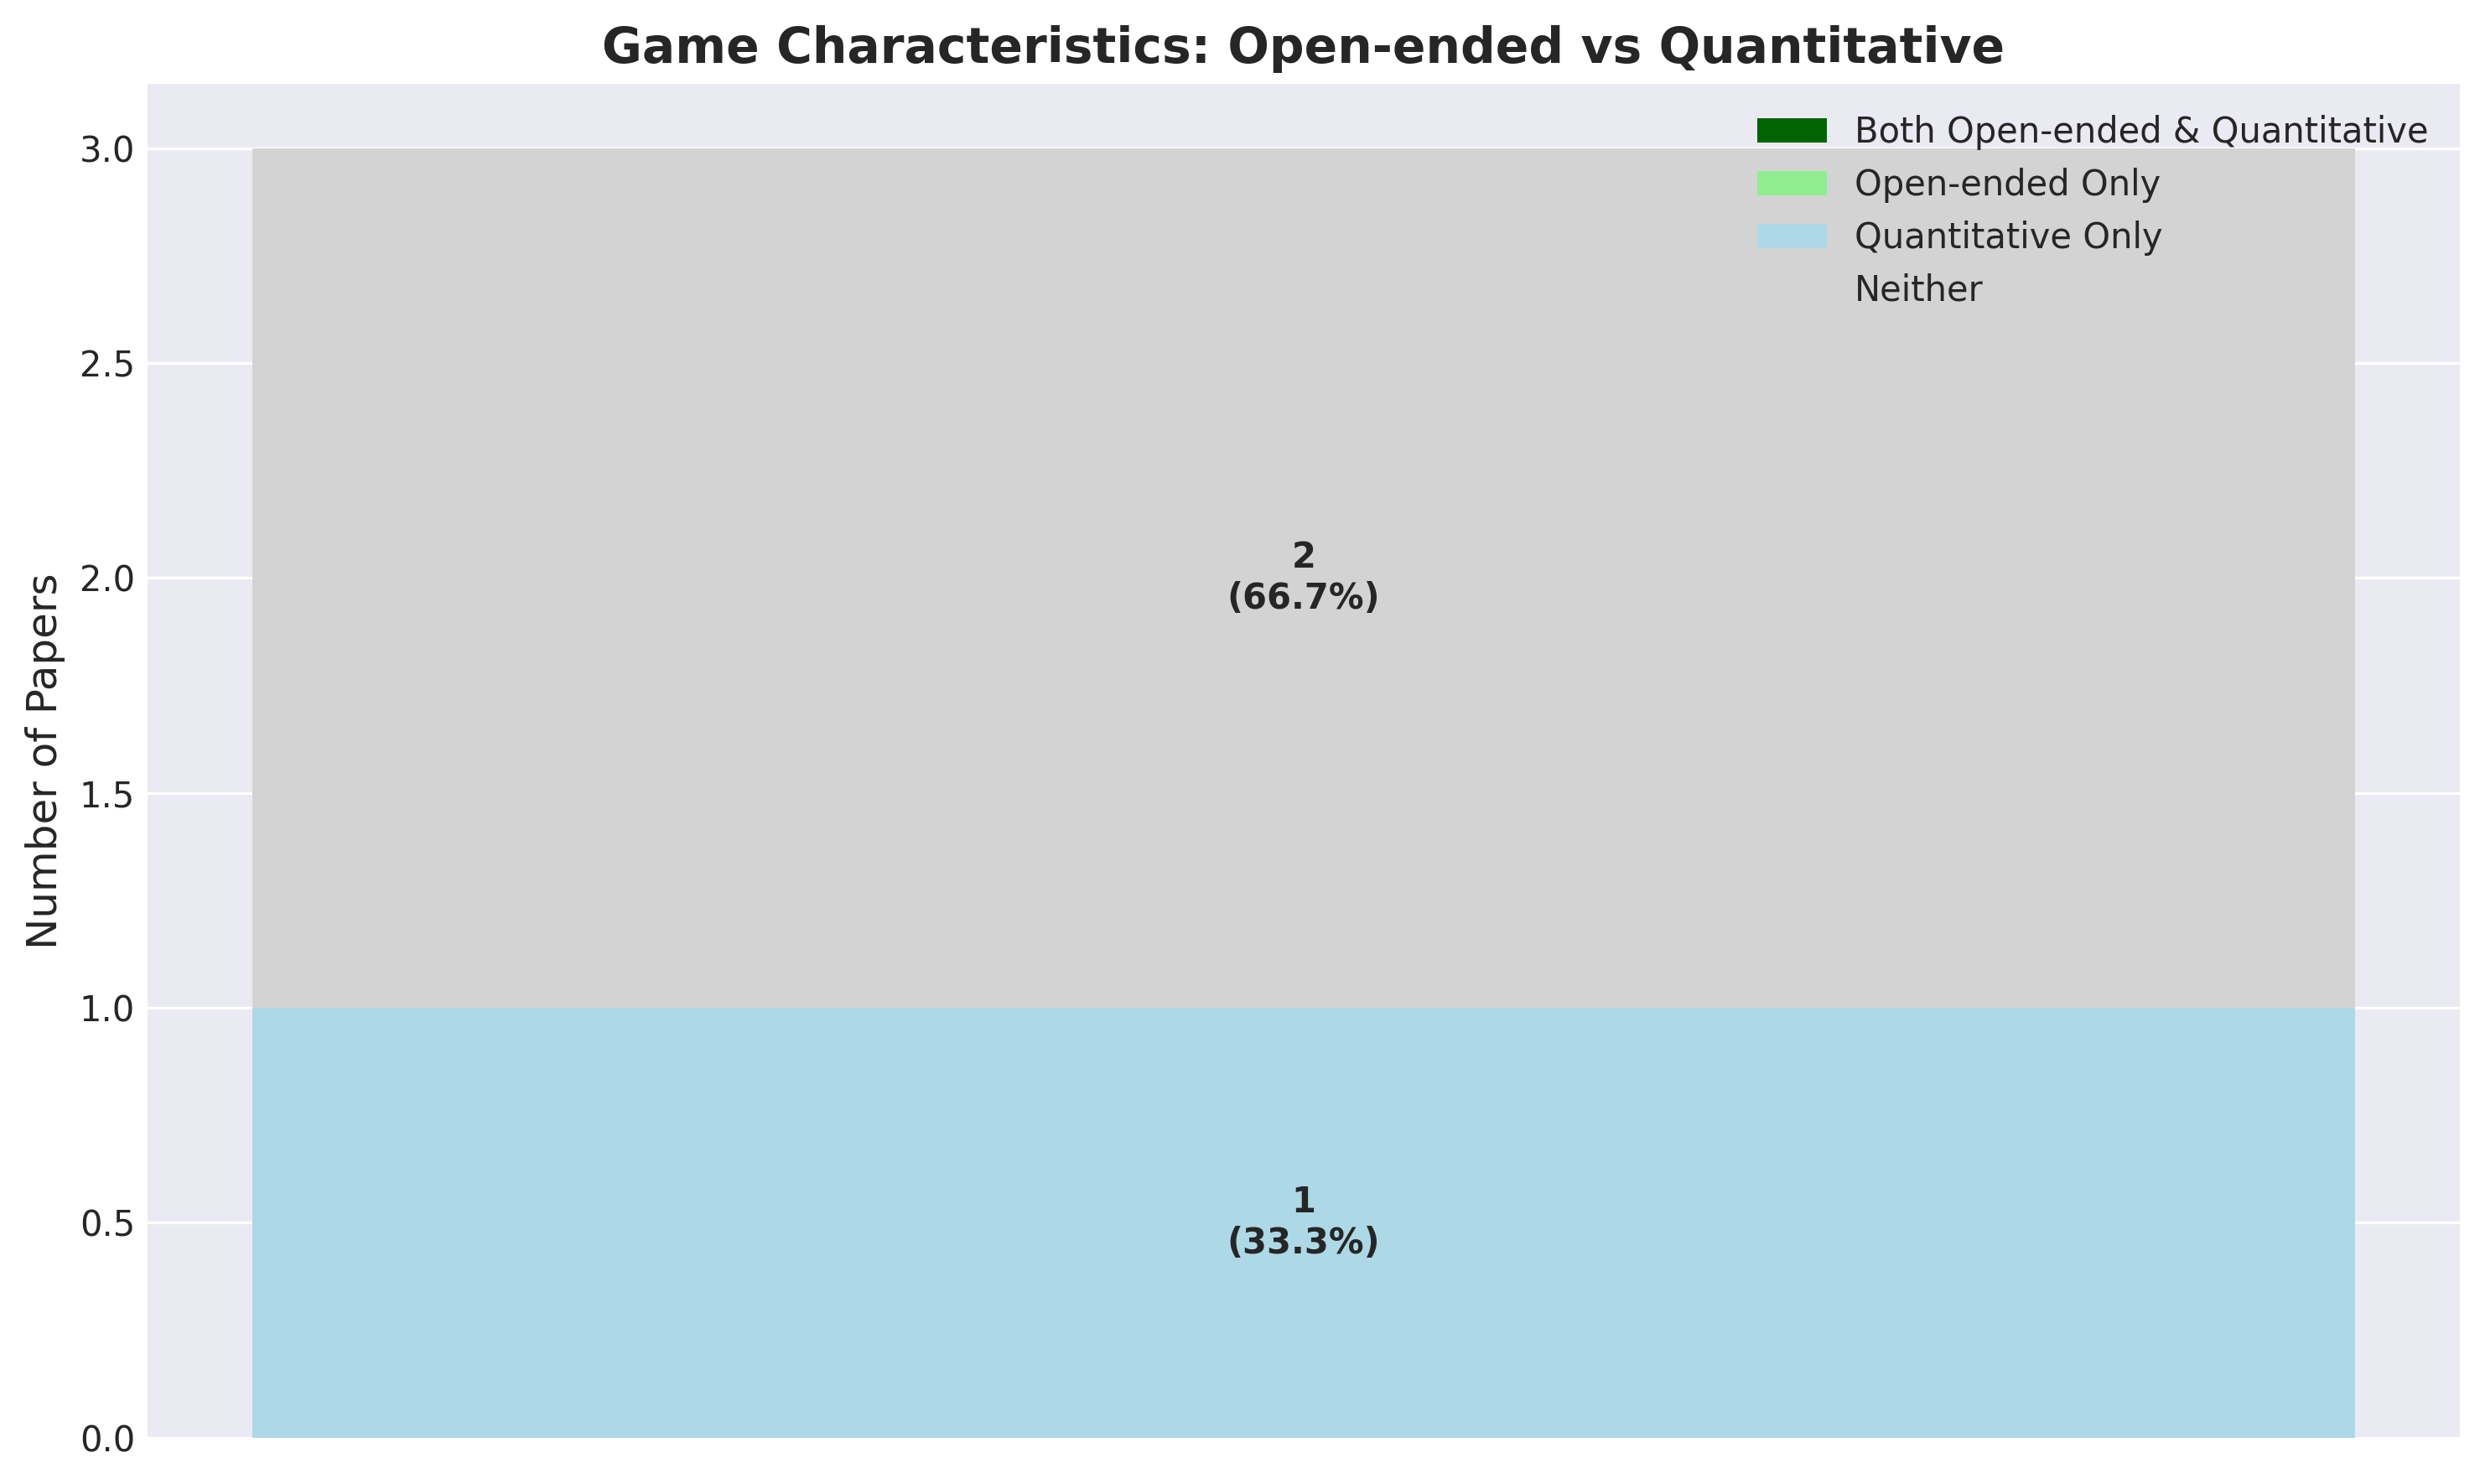 Game Characteristics: Open-ended vs Quantitative
Both Open-ended & Quantitative
Open-ended Only
Quantitative Only
Neither
Number of Papers
3.0
2.5
2.0
1.5
1.0
0.5
0.0
2
(66.7%)
1
(33.3%)